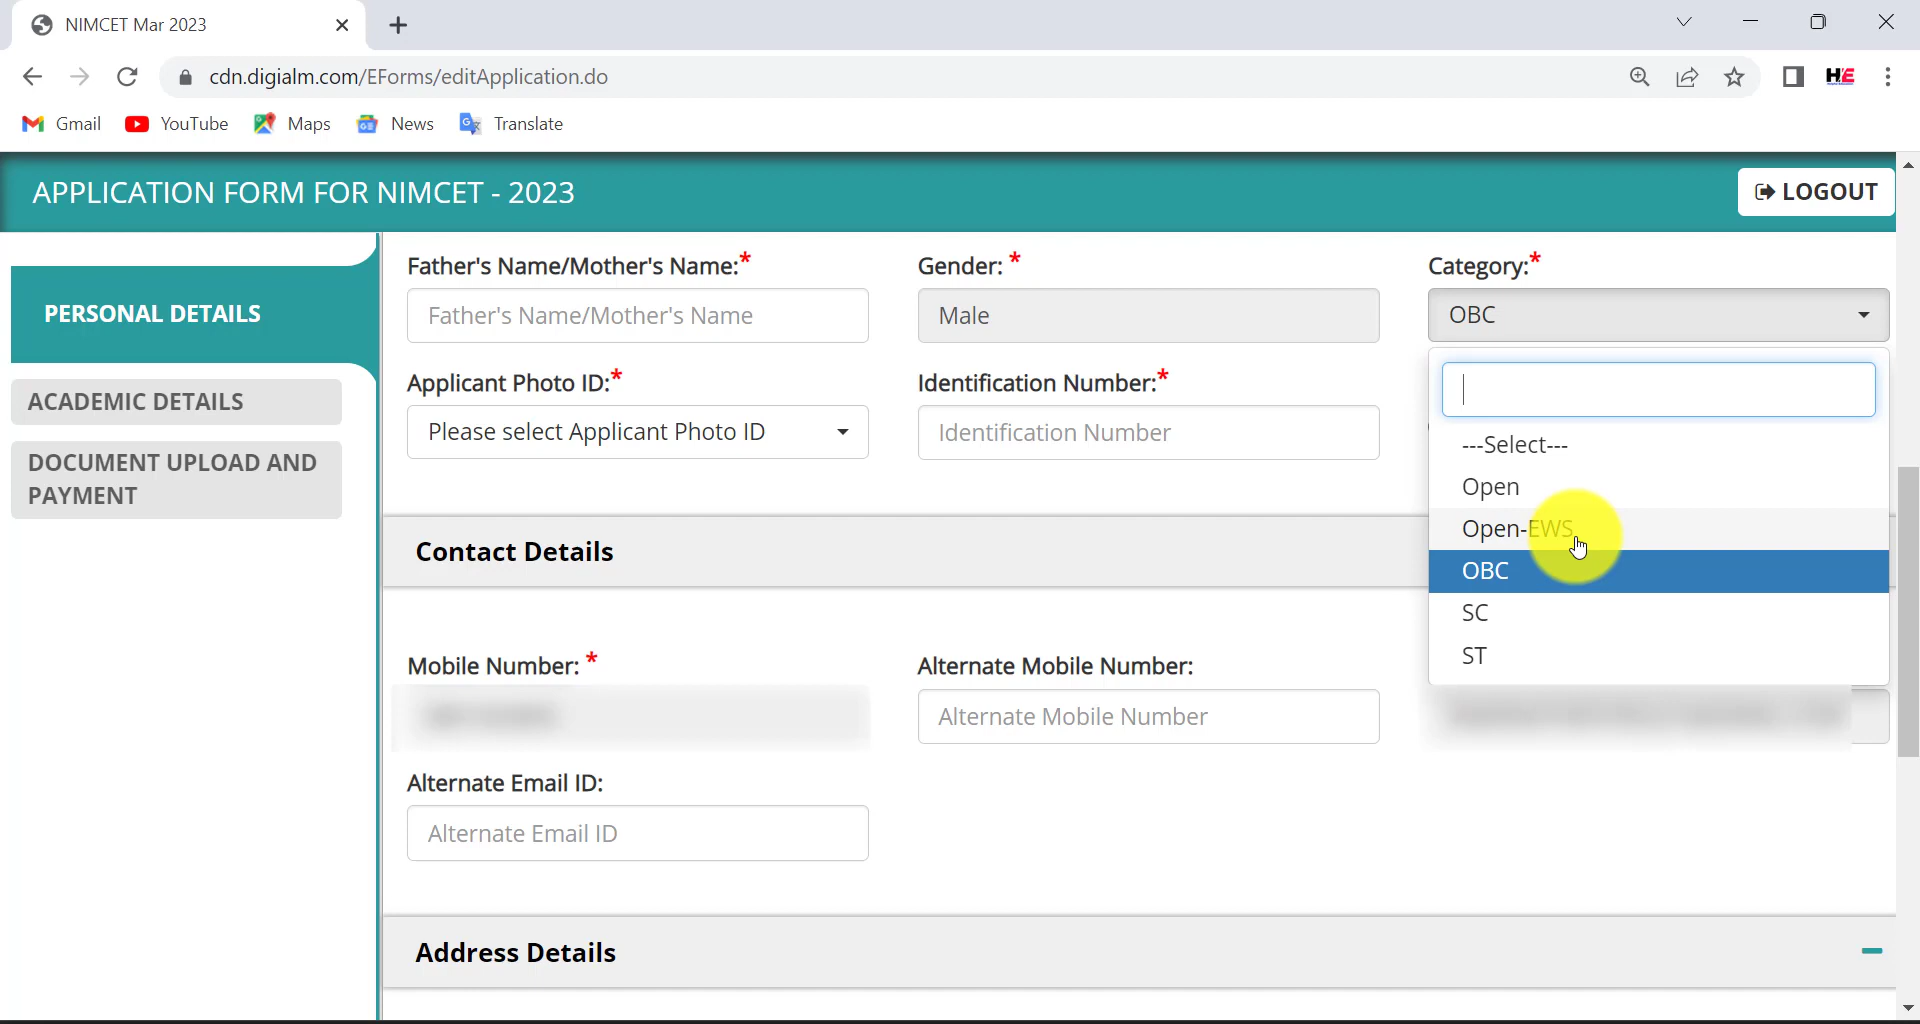 NIMCET Mar 2023
cdn.digialm.com/EForms/editApplication.do
H/E
Gmail
YouTube
Maps
News
Translate
APPLICATION FORM FOR NIMCET - 2023
LOGOUT
PERSONAL DETAILS
ACADEMIC DETAILS
DOCUMENT UPLOAD AND
PAYMENT
Father's Name/Mother's Name:*
Father's Name/Mother's Name
Gender: *
Male
Category:*
OBC
Applicant Photo ID:*
Please select Applicant Photo ID
Identification Number:*
Identification Number
---Select---
Open
Open-EWS
OBC
SC
ST
Contact Details
Mobile Number: *
Alternate Mobile Number:
Alternate Mobile Number
Alternate Email ID:
Alternate Email ID
Address Details